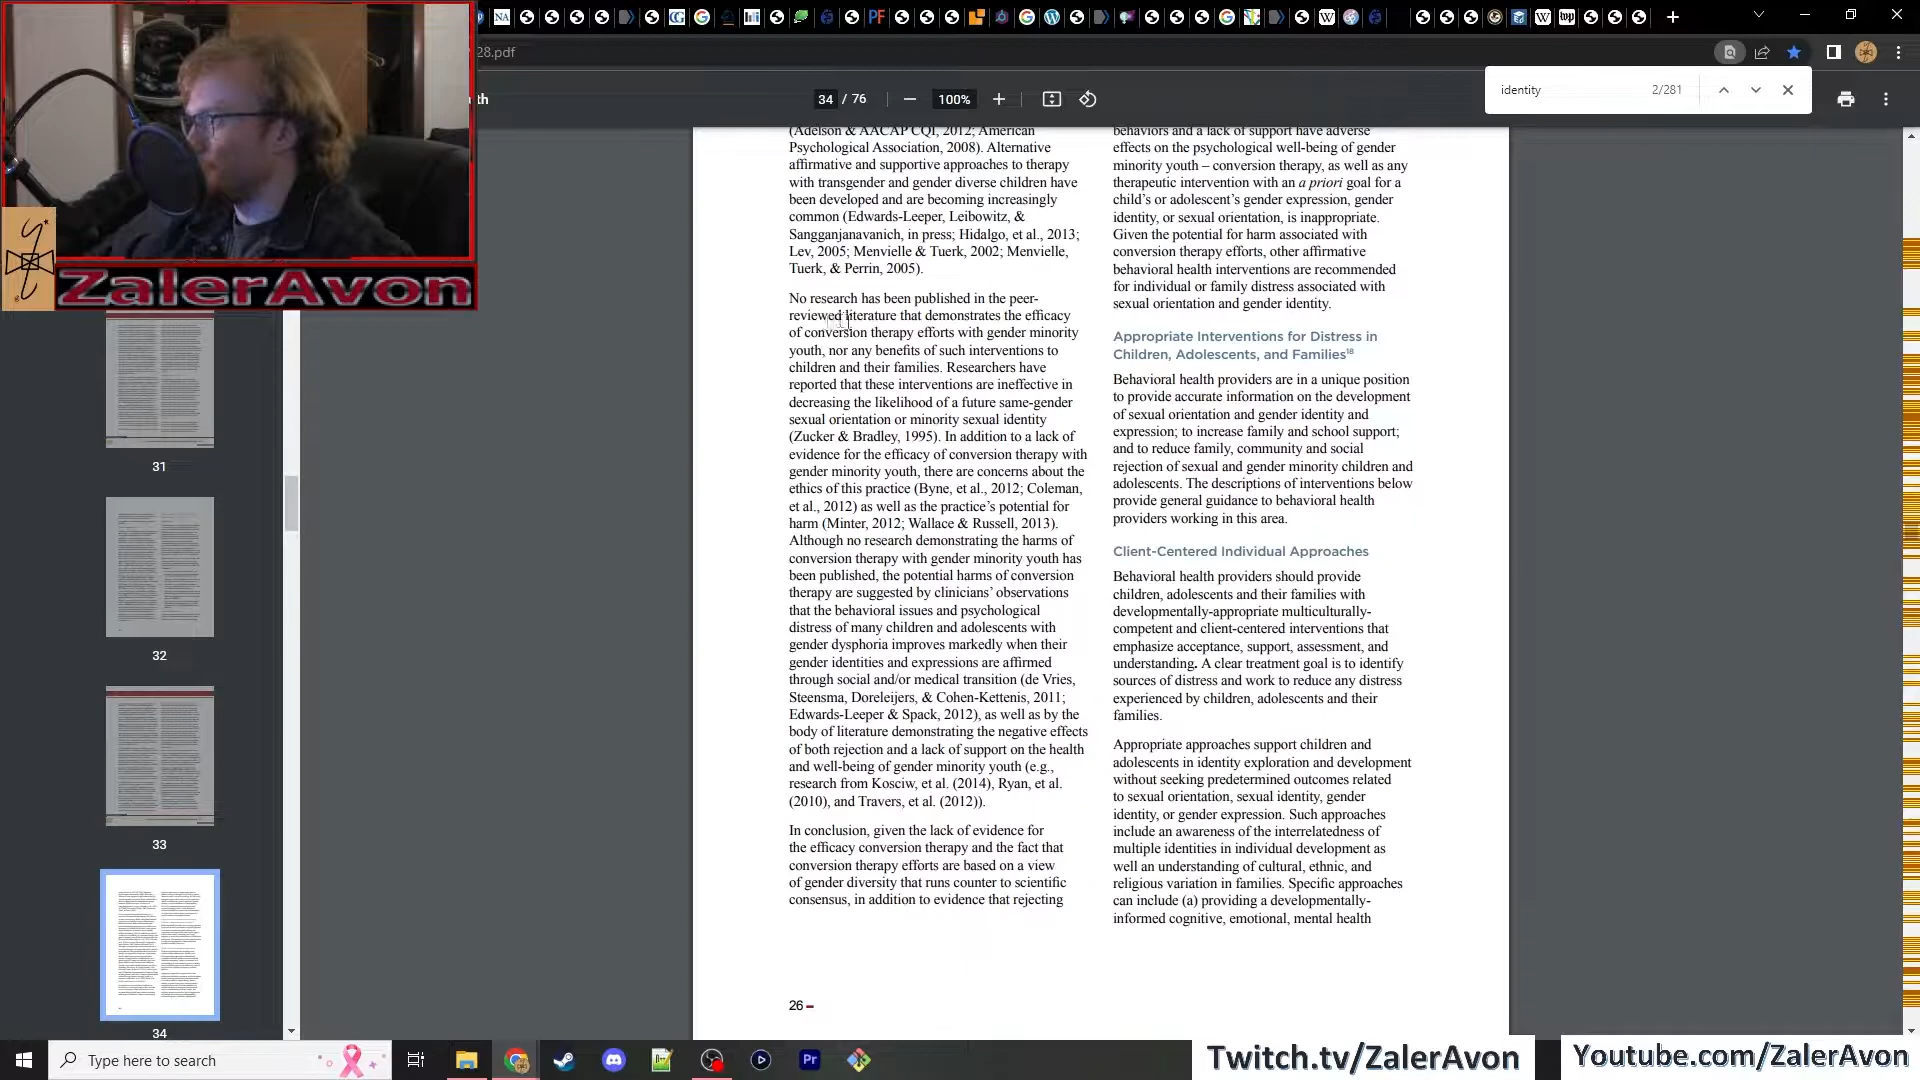 28.pdf
th
34 / 76
100%
identity
2/281
ZalerAvon
31
32
33
34
(Adelson & AACAP CQI, 2012; American
Psychological Association, 2008). Alternative
affirmative and supportive approaches to therapy
with transgender and gender diverse children have
been developed and are becoming increasingly
common (Edwards-Leeper, Leibowitz, &
Sangganjanavanich, in press; Hidalgo, et al., 2013;
Lev, 2005; Menvielle & Tuerk, 2002; Menvielle,
Tuerk, & Perrin, 2005).
No research has been published in the peer-
reviewed literature that demonstrates the efficacy
of conversion therapy efforts with gender minority
youth, nor any benefits of such interventions to
children and their families. Researchers have
reported that these interventions are ineffective in
decreasing the likelihood of a future same-gender
sexual orientation or minority sexual identity
(Zucker & Bradley, 1995). In addition to a lack of
evidence for the efficacy of conversion therapy with
gender minority youth, there are concerns about the
ethics of this practice (Byne, et al., 2012; Coleman,
et al., 2012) as well as the practice's potential for
harm (Minter, 2012; Wallace & Russell, 2013).
Although no research demonstrating the harms of
conversion therapy with gender minority youth has
been published, the potential harms of conversion
therapy are suggested by clinicians' observations
that the behavioral issues and psychological
distress of many children and adolescents with
gender dysphoria improves markedly when their
gender identities and expressions are affirmed
through social and/or medical transition (de Vries,
Steensma, Doreleijers, & Cohen-Kettenis, 2011;
Edwards-Leeper & Spack, 2012), as well as by the
body of literature demonstrating the negative effects
of both rejection and a lack of support on the health
and well-being of gender minority youth (e.g.,
research from Kosciw, et al. (2014), Ryan, et al.
(2010), and Travers, et al. (2012)).
In conclusion, given the lack of evidence for
the efficacy conversion therapy and the fact that
conversion therapy efforts are based on a view
of gender diversity that runs counter to scientific
consensus, in addition to evidence that rejecting
26
behaviors and a lack of support have adverse
effects on the psychological well-being of gender
minority youth – conversion therapy, as well as any
therapeutic intervention with an a priori goal for a
child's or adolescent's gender expression, gender
identity, or sexual orientation, is inappropriate.
Given the potential for harm associated with
conversion therapy efforts, other affirmative
behavioral health interventions are recommended
for individual or family distress associated with
sexual orientation and gender identity.
Appropriate Interventions for Distress in
Children, Adolescents, and Families18
Behavioral health providers are in a unique position
to provide accurate information on the development
of sexual orientation and gender identity and
expression; to increase family and school support;
and to reduce family, community and social
rejection of sexual and gender minority children and
adolescents. The descriptions of interventions below
provide general guidance to behavioral health
providers working in this area.
Client-Centered Individual Approaches
Behavioral health providers should provide
children, adolescents and their families with
developmentally-appropriate multiculturally-
competent and client-centered interventions that
emphasize acceptance, support, assessment, and
understanding. A clear treatment goal is to identify
sources of distress and work to reduce any distress
experienced by children, adolescents and their
families.
Appropriate approaches support children and
adolescents in identity exploration and development
without seeking predetermined outcomes related
to sexual orientation, sexual identity, gender
identity, or gender expression. Such approaches
include an awareness of the interrelatedness of
multiple identities in individual development as
well an understanding of cultural, ethnic, and
religious variation in families. Specific approaches
can include (a) providing a developmentally-
informed cognitive, emotional, mental health
Type here to search
Twitch.tv/ZalerAvon
Youtube.com/ZalerAvon